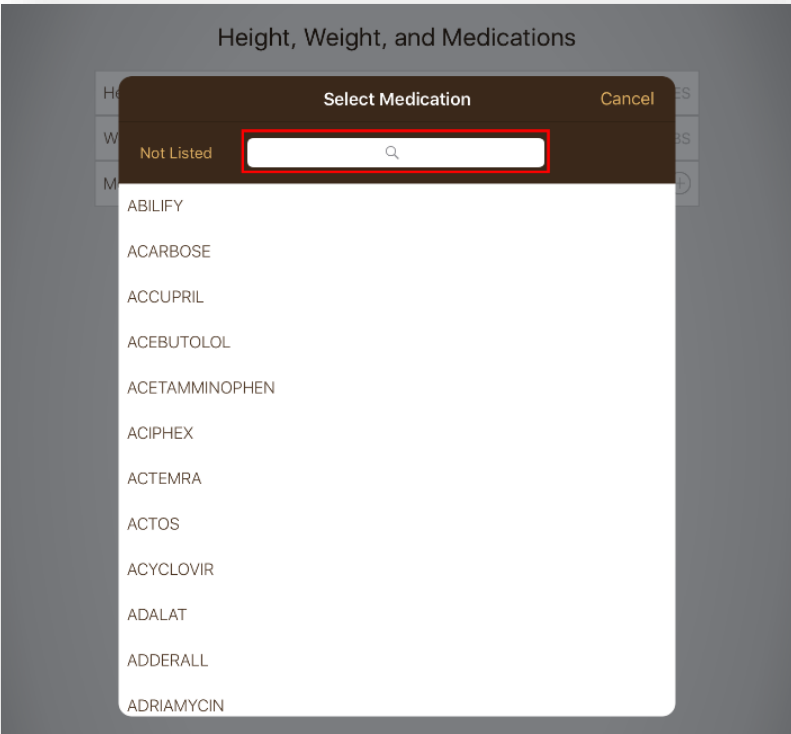 Height, Weight, and Medications
Select Medication Cancel
Not Listed
ABILIFY
ACARBOSE
ACCUPRIL
ACEBUTOLOL
ACETAMMINOPHEN
ACIPHEX
ACTEMRA
ACTOS
ACYCLOVIR
ADALAT
ADDERALL
ADRIAMYCIN